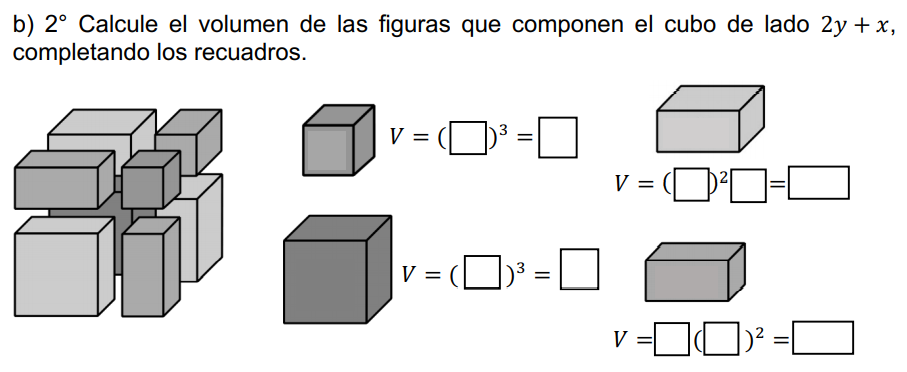 b) 2° Calcule el volumen de las figuras que componen el cubo de lado 2y + x,
completando los recuadros.
V = (□)³ = □
V = (□)²□=□
V = (□)³ = □
V =□(□)² =□